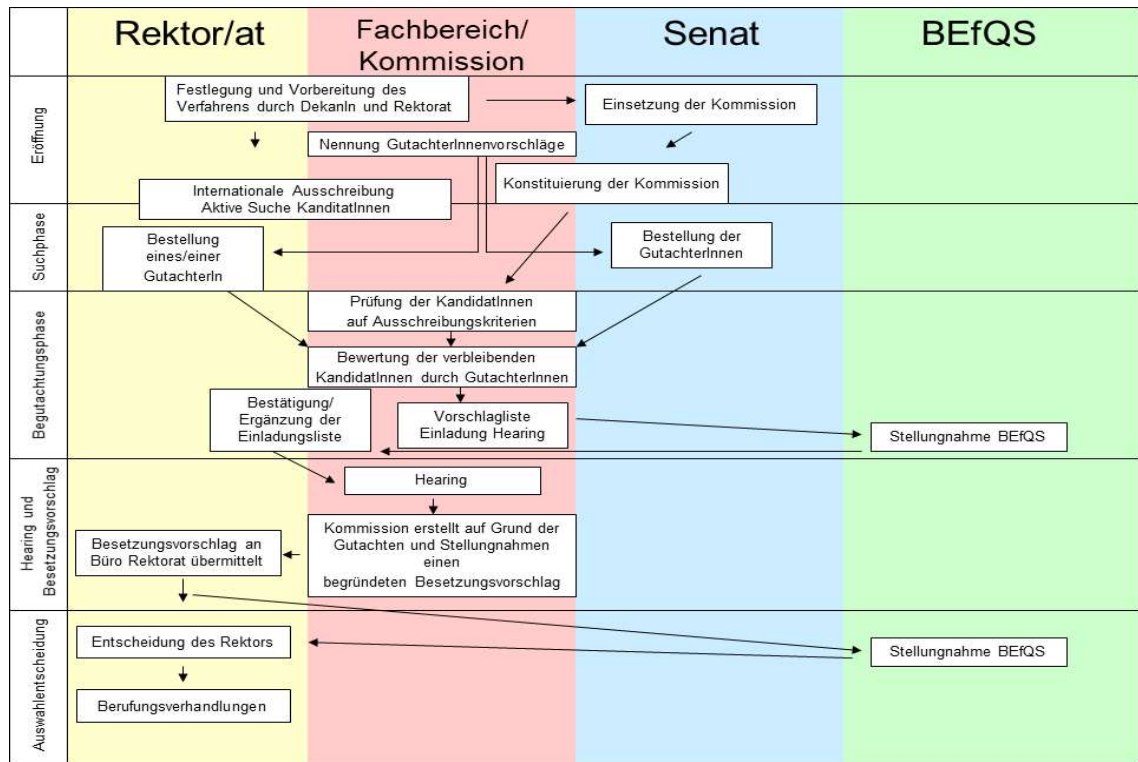 Rektor/at
Fachbereich/
Kommission
Senat
BEfQS
Eröffnung
Festlegung und Vorbereitung des
Verfahrens durch DekanIn und Rektorat
Einsetzung der Kommission
Nennung GutachterInnenvorschläge
Internationale Ausschreibung
Aktive Suche KanditatInnen
Konstituierung der Kommission
Suchphase
Bestellung
eines/einer
GutachterIn
Bestellung der
GutachterInnen
Begutachtungsphase
Prüfung der KandidatInnen
auf Ausschreibungskriterien
Bewertung der verbleibenden
KandidatInnen durch GutachterInnen
Bestätigung/
Ergänzung der
Einladungsliste
Vorschlagliste
Einladung Hearing
Stellungnahme BEfQS
Hearing und
Besetzungsvorschlag
Hearing
Kommission erstellt auf Grund der
Gutachten und Stellungnahmen
einen
begründeten Besetzungsvorschlag
Besetzungsvorschlag an
Büro Rektorat übermittelt
Auswahlentscheidung
Entscheidung des Rektors
Stellungnahme BEfQS
Berufungsverhandlungen